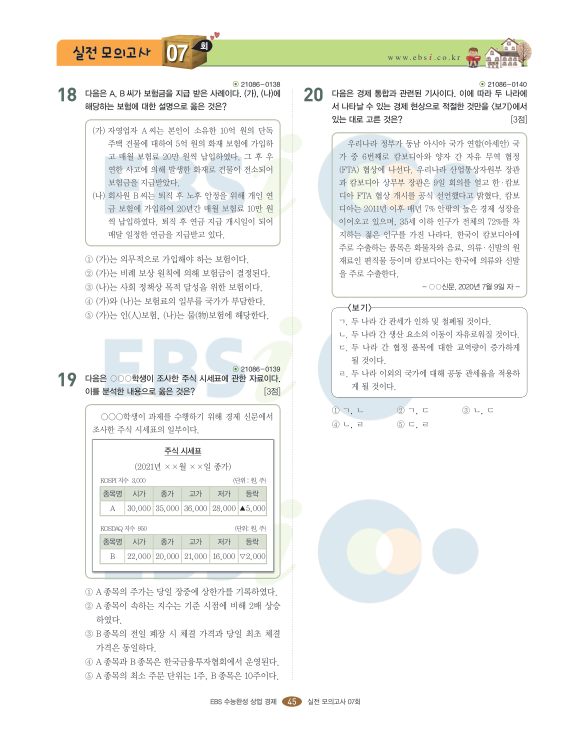 실전 모의고사 07 회
www.ebsi.co.kr
21086-0138
18 다음은 A, B 씨가 보험금을 지급 받은 사례이다. (가), (나)에
해당하는 보험에 대한 설명으로 옳은 것은?
(가) 자영업자 A 씨는 본인이 소유한 10억 원의 단독
주택 건물에 대하여 5억 원의 화재 보험에 가입하
고 매월 보험료 20만 원씩 납입하였다. 그 후 우
연한 사고에 의해 발생한 화재로 건물이 전소되어
보험금을 지급받았다.
(나) 회사원 B 씨는 퇴직 후 노후 안정을 위해 개인 연
금 보험에 가입하여 20년간 매월 보험료 10만 원
씩 납입하였다. 퇴직 후 연금 지급 개시일이 되어
매달 일정한 연금을 지급받고 있다.
① (가)는 의무적으로 가입해야 하는 보험이다.
② (가)는 비례 보상 원칙에 의해 보험금이 결정된다.
③ (나)는 사회 정책상 목적 달성을 위한 보험이다.
④ (가)와 (나)는 보험료의 일부를 국가가 부담한다.
⑤ (가)는 인(人)보험, (나)는 물(物)보험에 해당한다.
21086-0139
19 다음은 ○○○학생이 조사한 주식 시세표에 관한 자료이다.
이를 분석한 내용으로 옳은 것은? [3점]
○○○학생이 과제를 수행하기 위해 경제 신문에서
조사한 주식 시세표의 일부이다.
주식 시세표
(2021년 ××월 ××일 종가)
KOSPI 지수 3,000 (단위 : 원, 주)
종목명 시가 종가 고가 저가 등락
A 30,000 35,000 36,000 28,000 ▲5,000
KOSDAQ 지수 950 (단위: 원, 주)
종목명 시가 종가 고가 저가 등락
B 22,000 20,000 21,000 16,000 ▽2,000
① A 종목의 주가는 당일 장중에 상한가를 기록하였다.
② A 종목이 속하는 지수는 기준 시점에 비해 2배 상승
하였다.
③ B 종목의 전일 폐장 시 체결 가격과 당일 최초 체결
가격은 동일하다.
④ A 종목과 B 종목은 한국금융투자협회에서 운영된다.
⑤ A 종목의 최소 주문 단위는 1주, B 종목은 10주이다.
21086-0140
20 다음은 경제 통합과 관련된 기사이다. 이에 따라 두 나라에
서 나타날 수 있는 경제 현상으로 적절한 것만을 〈보기〉에서
있는 대로 고른 것은? [3점]
우리나라 정부가 동남 아시아 국가 연합(아세안) 국
가 중 6번째로 캄보디아와 양자 간 자유 무역 협정
(FTA) 협상에 나선다. 우리나라 산업통상자원부 장관
과 캄보디아 상무부 장관은 9일 회의를 열고 한·캄보
디아 FTA 협상 개시를 공식 선언했다고 밝혔다. 캄보
디아는 2011년 이후 매년 7% 안팎의 높은 경제 성장을
이어오고 있으며, 35세 이하 인구가 전체의 72%를 차
지하는 젊은 인구를 가진 나라다. 한국이 캄보디아에
주로 수출하는 품목은 화물차와 음료, 의류·신발의 원
재료인 편직물 등이며 캄보디아는 한국에 의류와 신발
을 주로 수출한다.
- ○○신문, 2020년 7월 9일 자 -
〈보기〉
ㄱ. 두 나라 간 관세가 인하 및 철폐될 것이다.
ㄴ. 두 나라 간 생산 요소의 이동이 자유로워질 것이다.
ㄷ. 두 나라 간 협정 품목에 대한 교역량이 증가하게
될 것이다.
ㄹ. 두 나라 이외의 국가에 대해 공동 관세율을 적용하
게 될 것이다.
① ㄱ, ㄴ ② ㄱ, ㄷ ③ ㄴ, ㄷ
④ ㄴ, ㄹ ⑤ ㄷ, ㄹ
EBS 수능완성 상업 경제 45 실전 모의고사 07회